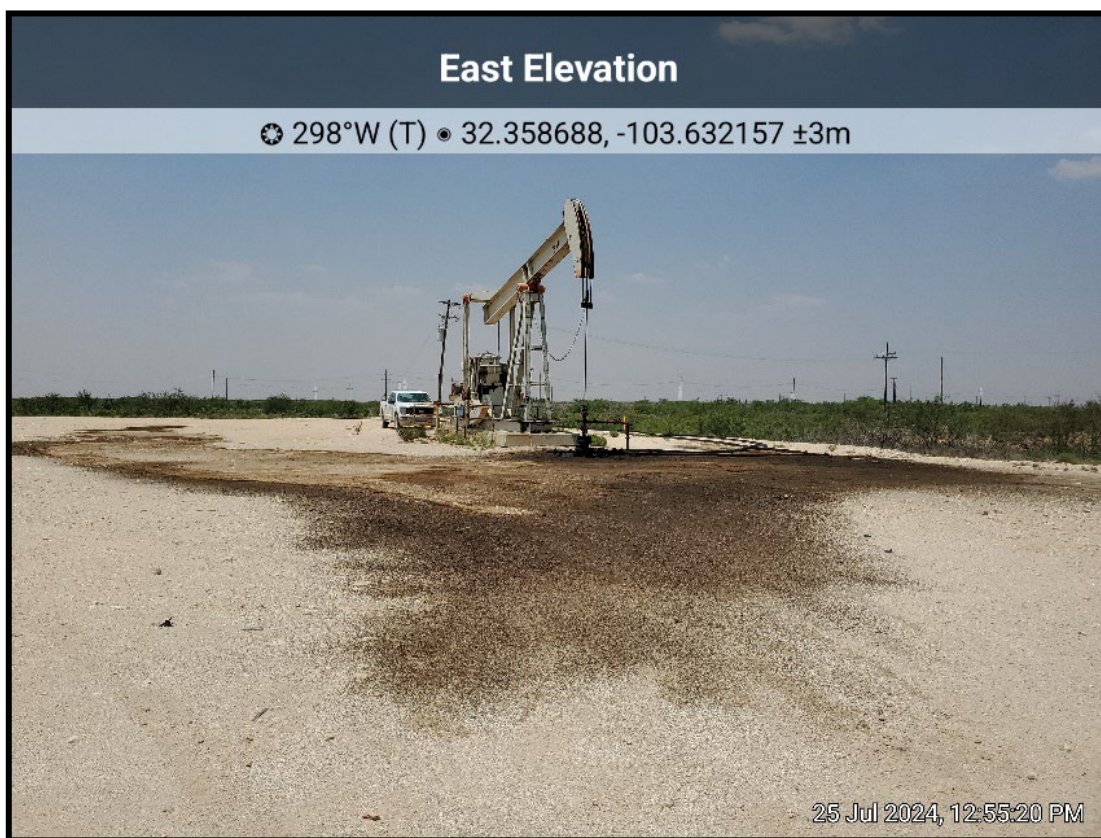 East Elevation
298°W (T) ◉ 32.358688, -103.632157 ±3m
25 Jul 2024, 12:55:20 PM